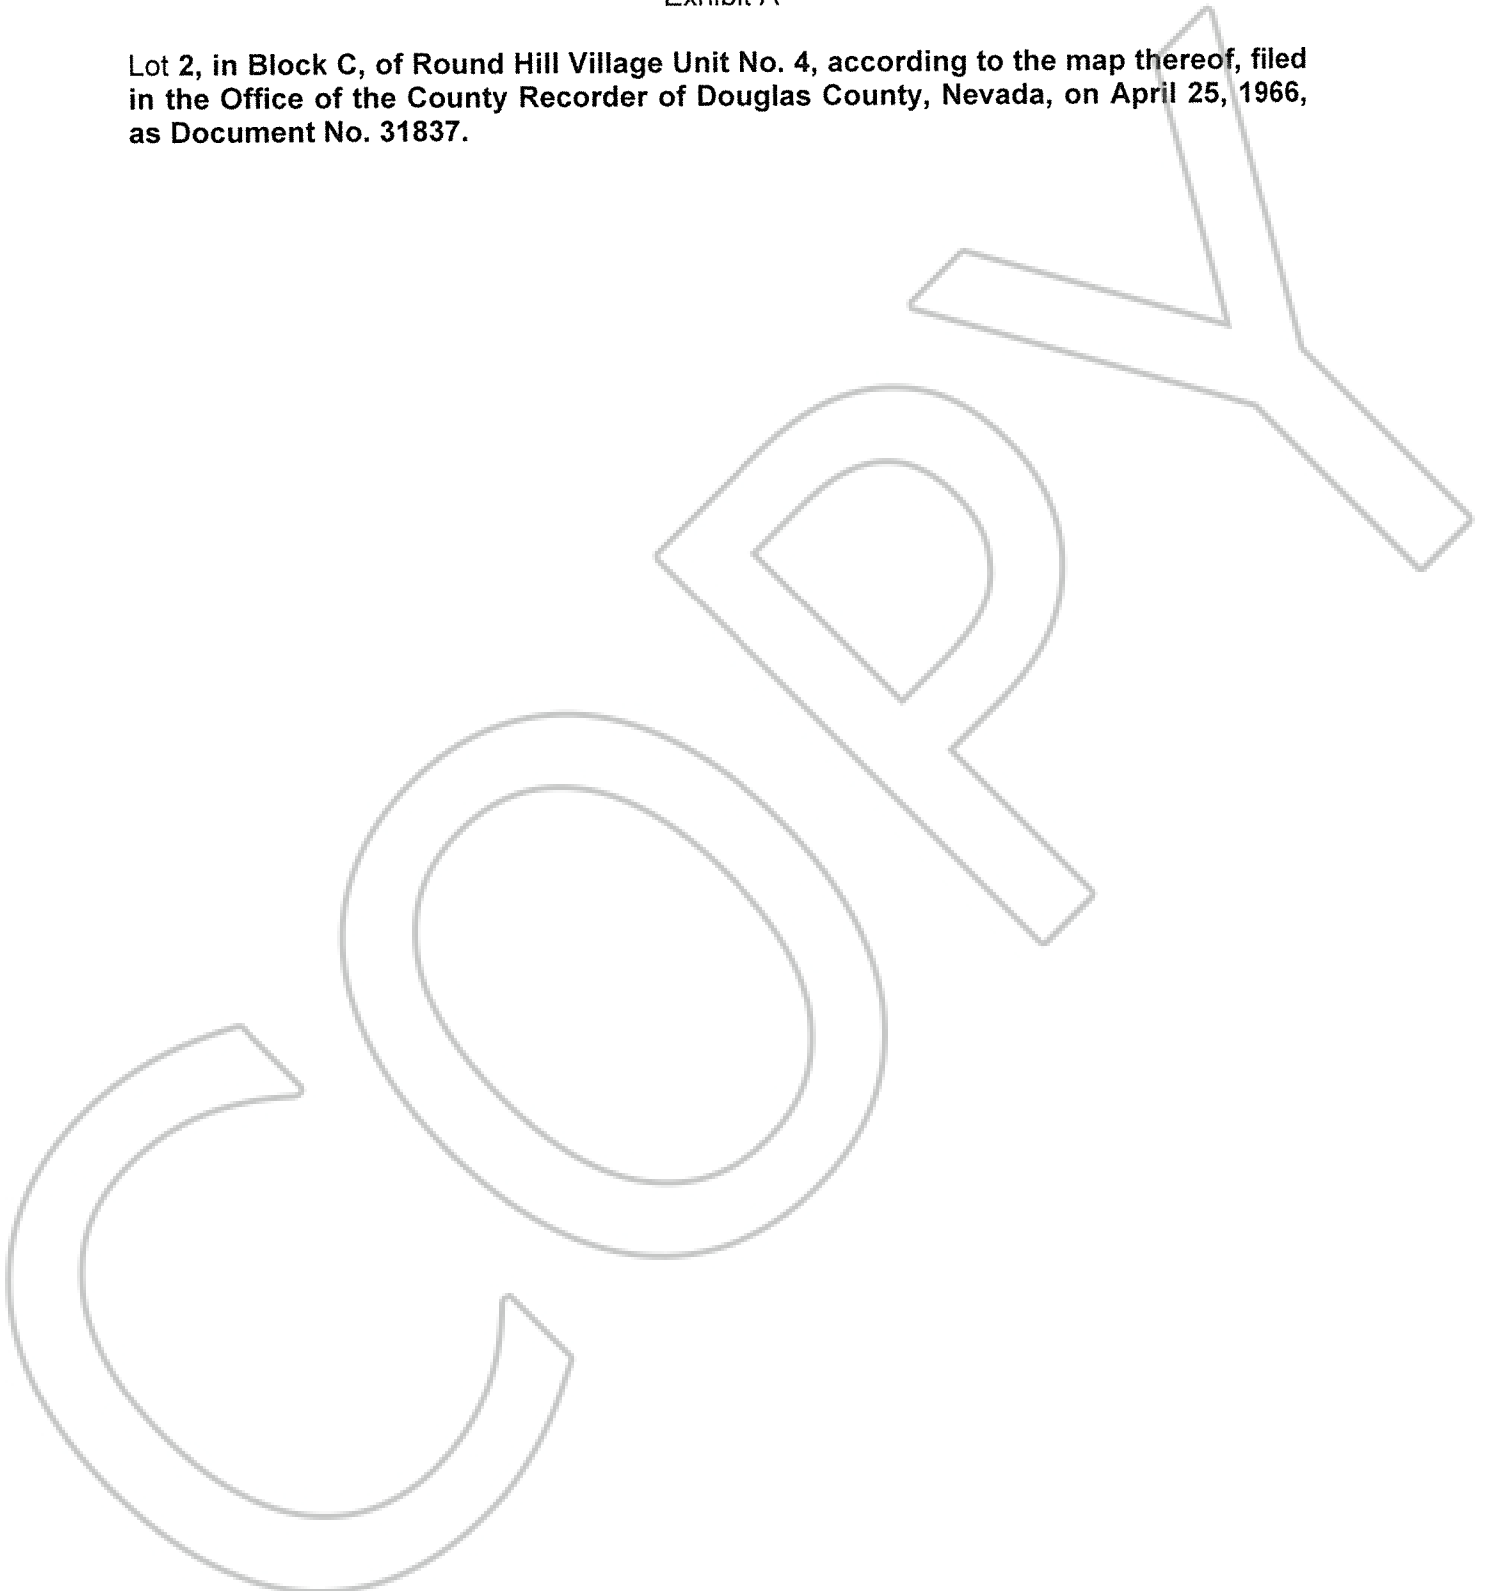 Exhibit A
Lot 2, in Block C, of Round Hill Village Unit No. 4, according to the map thereof, filed
in the Office of the County Recorder of Douglas County, Nevada, on April 25, 1966,
as Document No. 31837.
COPY